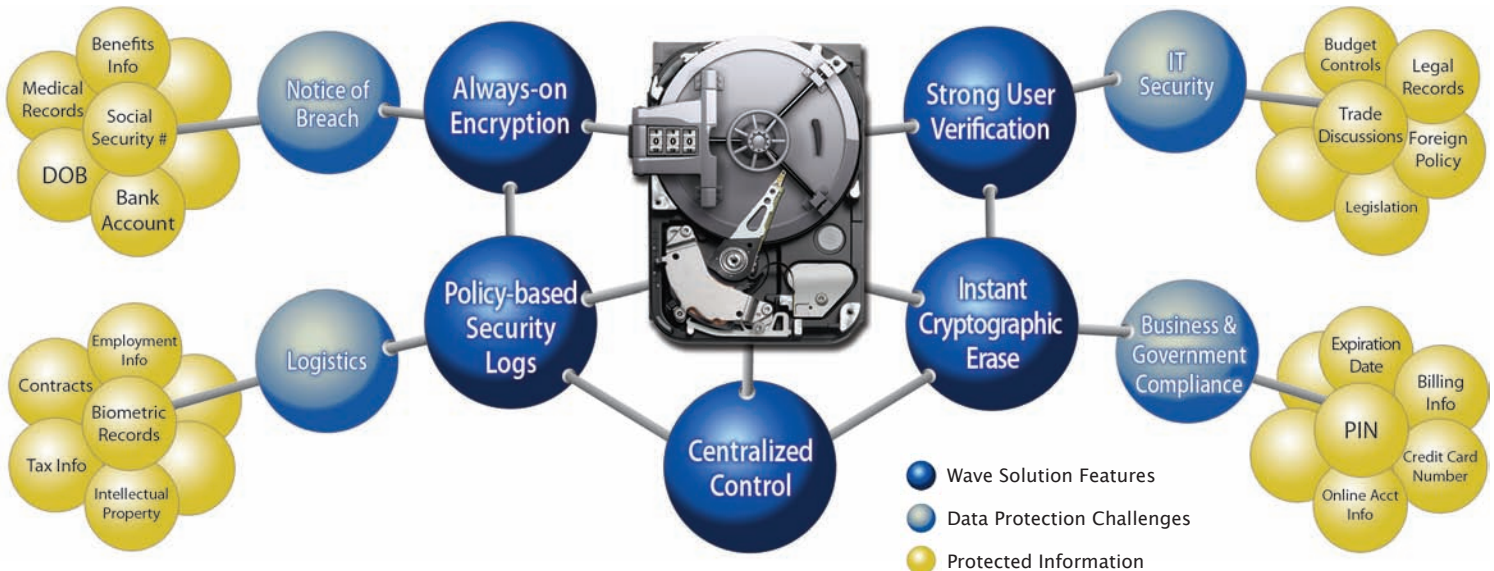 Benefits
Info
Medical
Records
Social
Security #
DOB
Bank
Account
Notice of
Breach
Always-on
Encryption
0 0 0
Strong User
Verification
IT
Security
Budget
Controls
Legal
Records
Trade
Discussions
Foreign
Policy
Legislation
Employment
Info
Contracts
Biometric
Records
Tax Info
Intellectual
Property
Logistics
Policy-based
Security
Logs
Centralized
Control
Instant
Cryptographic
Erase
Business &
Government
Compliance
Expiration
Date
Billing
Info
PIN
Credit Card
Number
Online Acct
Info
Wave Solution Features
Data Protection Challenges
Protected Information